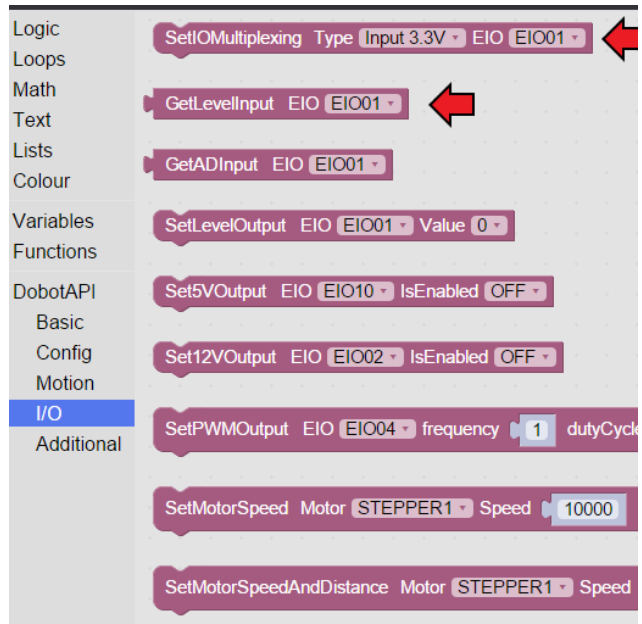 Logic
Loops
Math
Text
Lists
Colour
Variables
Functions
DobotAPI
Basic
Config
Motion
I/O
Additional
SetIOMultiplexing Type Input 3.3V EIO EIO01
GetLevelInput EIO EIO01
GetADInput EIO EIO01
SetLevelOutput EIO EIO01 Value 0
Set5VOutput EIO EIO10 IsEnabled OFF
Set12VOutput EIO EIO02 IsEnabled OFF
SetPWMOutput EIO EIO04 frequency 1 dutyCycle
SetMotorSpeed Motor STEPPER1 Speed 10000
SetMotorSpeedAndDistance Motor STEPPER1 Speed